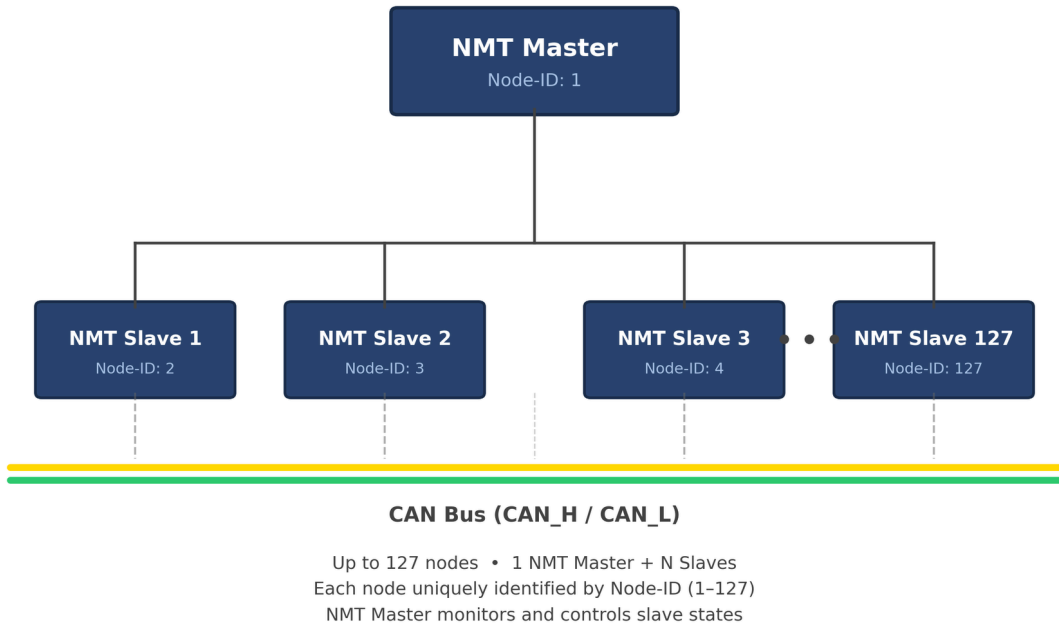 NMT Master
Node-ID: 1
NMT Slave 1
Node-ID: 2
NMT Slave 2
Node-ID: 3
NMT Slave 3
Node-ID: 4
NMT Slave 127
Node-ID: 127
CAN Bus (CAN_H / CAN_L)
Up to 127 nodes • 1 NMT Master + N Slaves
Each node uniquely identified by Node-ID (1–127)
NMT Master monitors and controls slave states